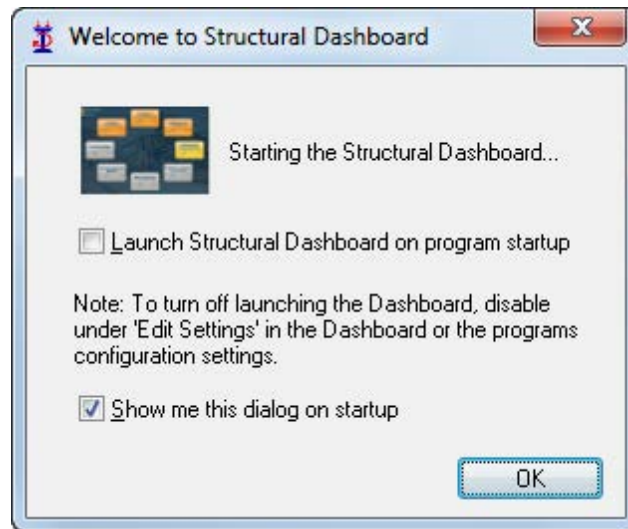 Welcome to Structural Dashboard
Starting the Structural Dashboard...
Launch Structural Dashboard on program startup
Note: To turn off launching the Dashboard, disable
under 'Edit Settings' in the Dashboard or the programs
configuration settings.
Show me this dialog on startup
OK